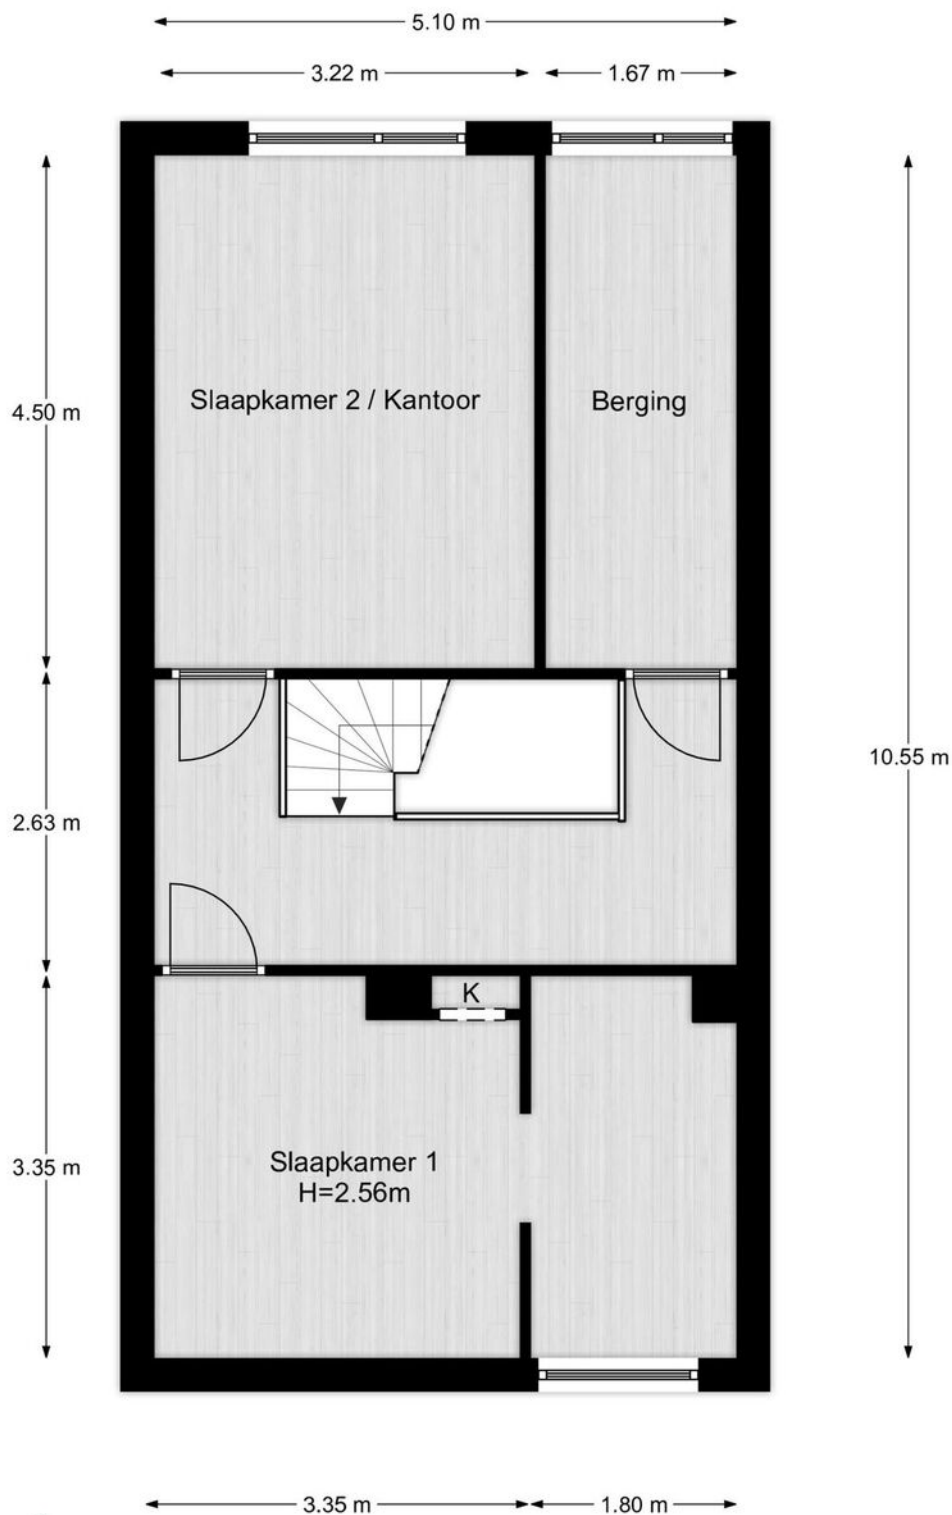 5.10 m
3.22 m
1.67 m
Slaapkamer 2 / Kantoor
Berging
4.50 m
10.55 m
2.63 m
K
Slaapkamer 1
H=2.56m
3.35 m
3.35 m
1.80 m